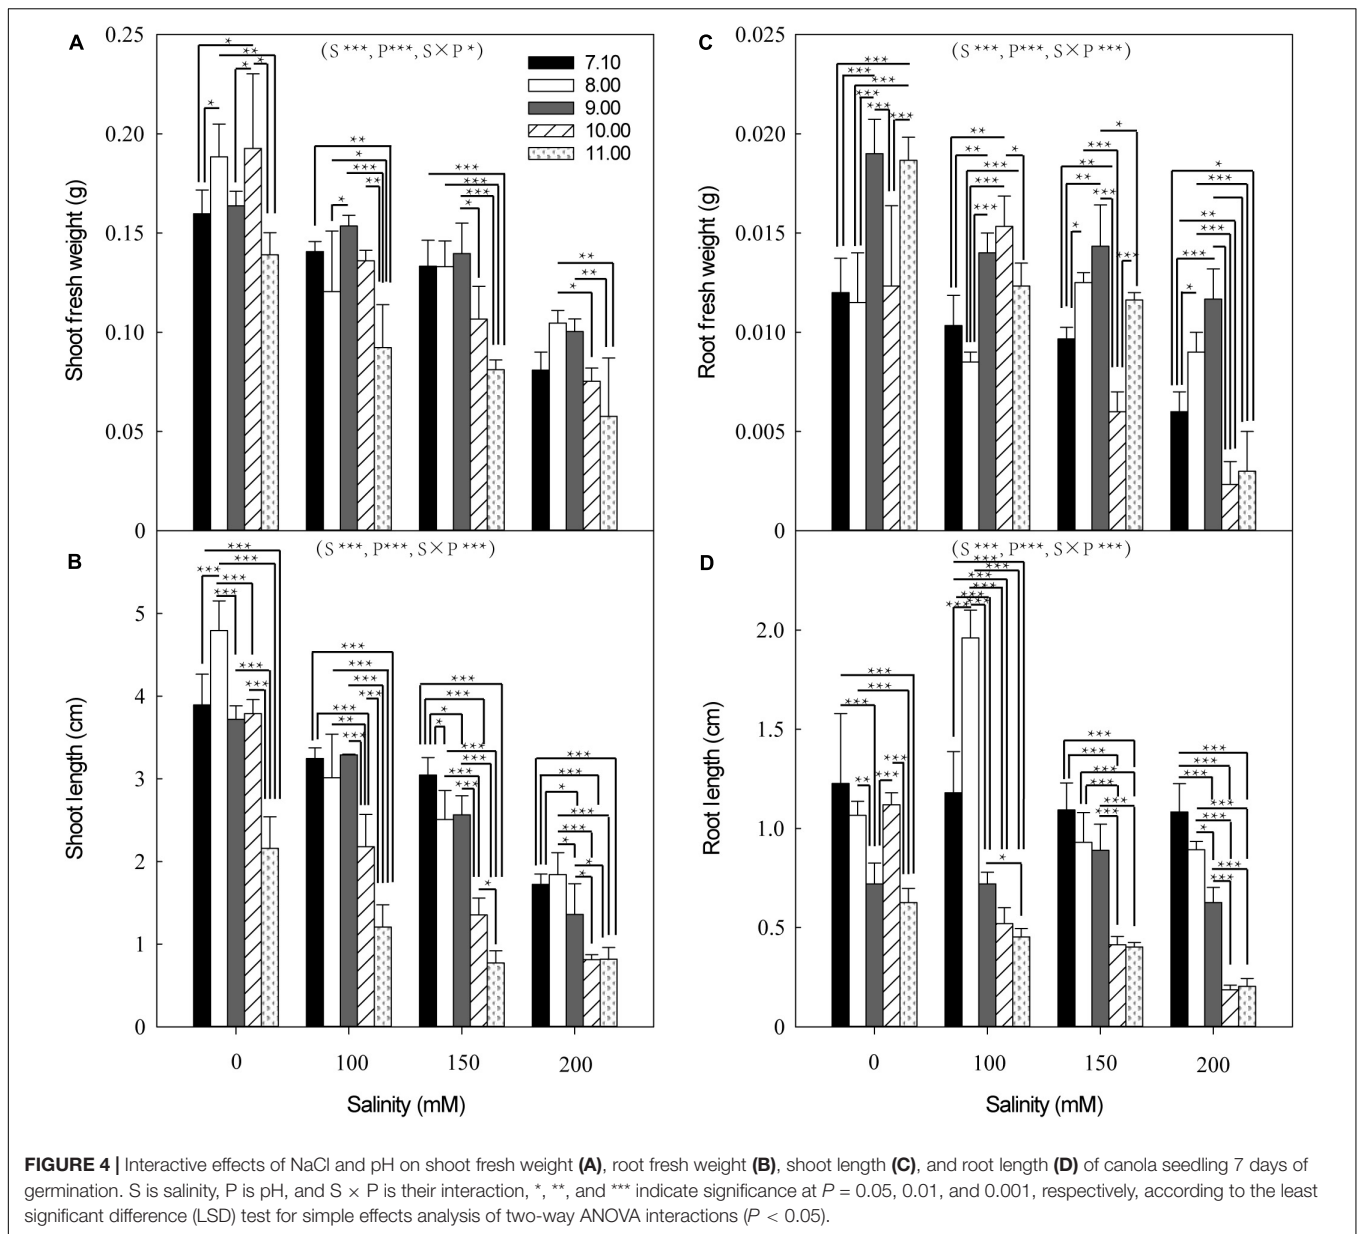 A
(S ***, P***, S×P *)
0.25
0.20
0.15
0.10
0.05
0
Shoot fresh weight (g)
7.10
8.00
9.00
10.00
11.00
C
(S ***, P***, S×P ***)
0.025
0.020
0.015
0.010
0.005
0
Root fresh weight (g)
B
(S ***, P***, S×P ***)
5
4
3
2
1
0
Shoot length (cm)
0
100
150
200
Salinity (mM)
D
(S ***, P***, S×P ***)
2.0
1.5
1.0
0.5
0
Root length (cm)
0
100
150
200
Salinity (mM)
FIGURE 4 | Interactive effects of NaCl and pH on shoot fresh weight (A), root fresh weight (B), shoot length (C), and root length (D) of canola seedling 7 days of
germination. S is salinity, P is pH, and S × P is their interaction, *, **, and *** indicate significance at P = 0.05, 0.01, and 0.001, respectively, according to the least
significant difference (LSD) test for simple effects analysis of two-way ANOVA interactions (P < 0.05).